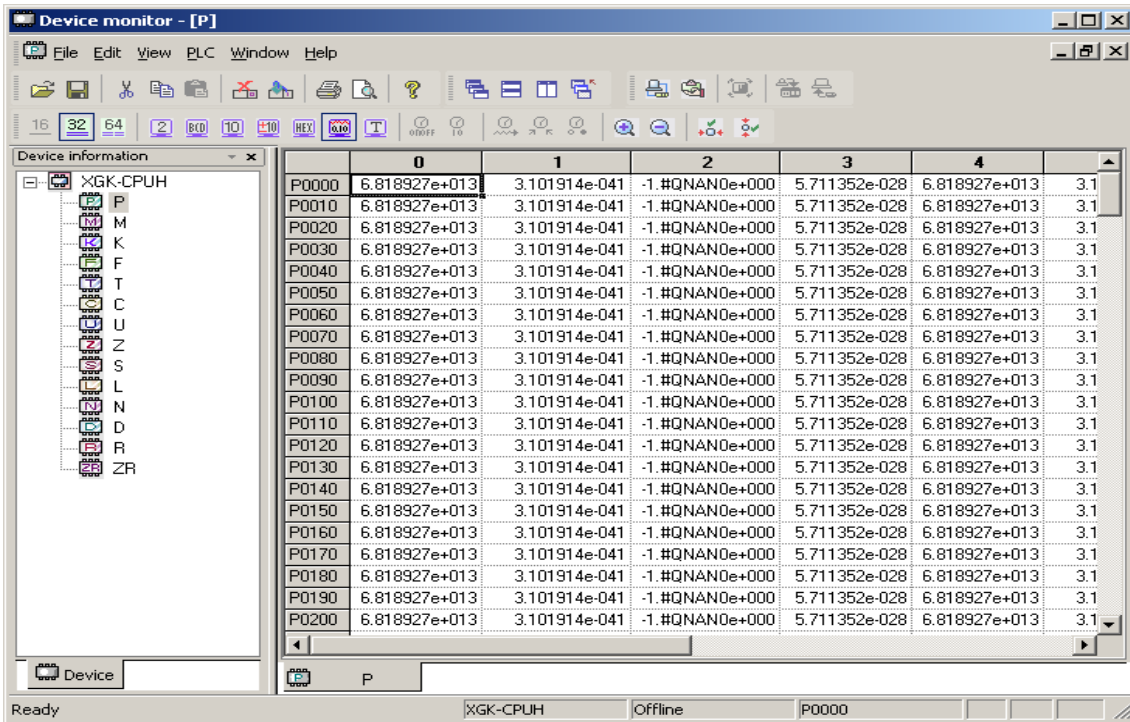 Device monitor - [P]
File Edit View PLC Window Help
16 32 64 2 BCD 10 ±10 HEX 0.10 T ON/OFF 10
Device information
0 1 2 3 4
XGK-CPUH
P
M
K
F
T
C
U
Z
S
L
N
D
R
ZR
P0000 6.818927e+013 3.101914e-041 -1.#QNAN0e+000 5.711352e-028 6.818927e+013 3.1
P0010 6.818927e+013 3.101914e-041 -1.#QNAN0e+000 5.711352e-028 6.818927e+013 3.1
P0020 6.818927e+013 3.101914e-041 -1.#QNAN0e+000 5.711352e-028 6.818927e+013 3.1
P0030 6.818927e+013 3.101914e-041 -1.#QNAN0e+000 5.711352e-028 6.818927e+013 3.1
P0040 6.818927e+013 3.101914e-041 -1.#QNAN0e+000 5.711352e-028 6.818927e+013 3.1
P0050 6.818927e+013 3.101914e-041 -1.#QNAN0e+000 5.711352e-028 6.818927e+013 3.1
P0060 6.818927e+013 3.101914e-041 -1.#QNAN0e+000 5.711352e-028 6.818927e+013 3.1
P0070 6.818927e+013 3.101914e-041 -1.#QNAN0e+000 5.711352e-028 6.818927e+013 3.1
P0080 6.818927e+013 3.101914e-041 -1.#QNAN0e+000 5.711352e-028 6.818927e+013 3.1
P0090 6.818927e+013 3.101914e-041 -1.#QNAN0e+000 5.711352e-028 6.818927e+013 3.1
P0100 6.818927e+013 3.101914e-041 -1.#QNAN0e+000 5.711352e-028 6.818927e+013 3.1
P0110 6.818927e+013 3.101914e-041 -1.#QNAN0e+000 5.711352e-028 6.818927e+013 3.1
P0120 6.818927e+013 3.101914e-041 -1.#QNAN0e+000 5.711352e-028 6.818927e+013 3.1
P0130 6.818927e+013 3.101914e-041 -1.#QNAN0e+000 5.711352e-028 6.818927e+013 3.1
P0140 6.818927e+013 3.101914e-041 -1.#QNAN0e+000 5.711352e-028 6.818927e+013 3.1
P0150 6.818927e+013 3.101914e-041 -1.#QNAN0e+000 5.711352e-028 6.818927e+013 3.1
P0160 6.818927e+013 3.101914e-041 -1.#QNAN0e+000 5.711352e-028 6.818927e+013 3.1
P0170 6.818927e+013 3.101914e-041 -1.#QNAN0e+000 5.711352e-028 6.818927e+013 3.1
P0180 6.818927e+013 3.101914e-041 -1.#QNAN0e+000 5.711352e-028 6.818927e+013 3.1
P0190 6.818927e+013 3.101914e-041 -1.#QNAN0e+000 5.711352e-028 6.818927e+013 3.1
P0200 6.818927e+013 3.101914e-041 -1.#QNAN0e+000 5.711352e-028 6.818927e+013 3.1
Device
P
Ready XGK-CPUH Offline P0000